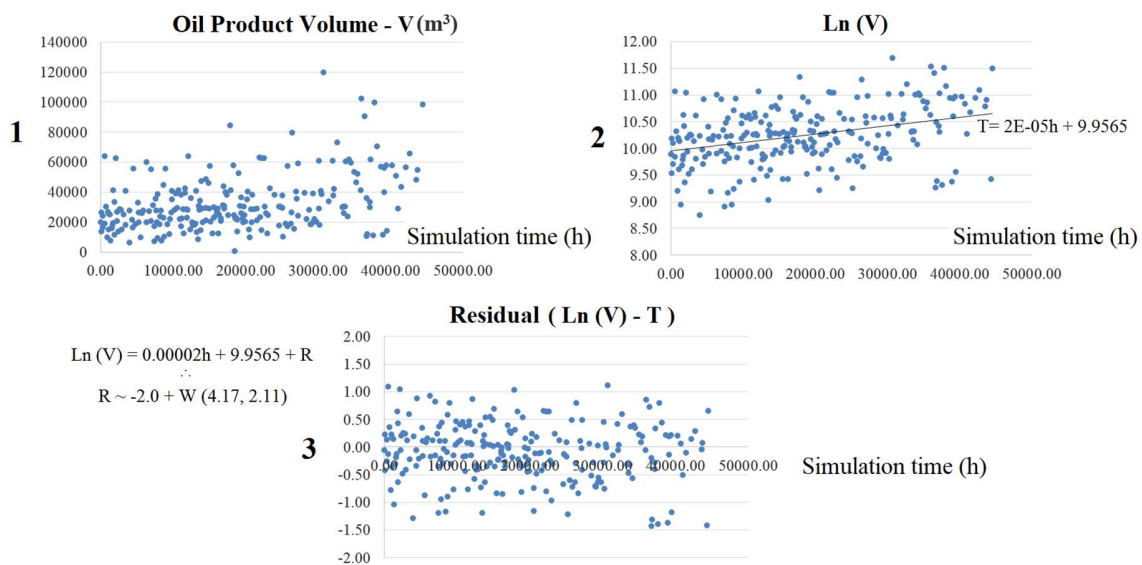 Oil Product Volume - V (m³)
140000
120000
100000
80000
60000
40000
20000
0
0.00 10000.00 20000.00 30000.00 40000.00 50000.00
Simulation time (h)
1
Ln (V)
12.00
11.50
11.00
10.50
10.00
9.50
9.00
8.50
8.00
T= 2E-05h + 9.9565
0.00 10000.00 20000.00 30000.00 40000.00 50000.00
Simulation time (h)
2
Ln (V) = 0.00002h + 9.9565 + R
∴
R ~ -2.0 + W (4.17, 2.11)
Residual ( Ln (V) - T )
2.00
1.50
1.00
0.50
0.00
-0.50
-1.00
-1.50
-2.00
0.00 10000.00 20000.00 30000.00 40000.00 50000.00
Simulation time (h)
3